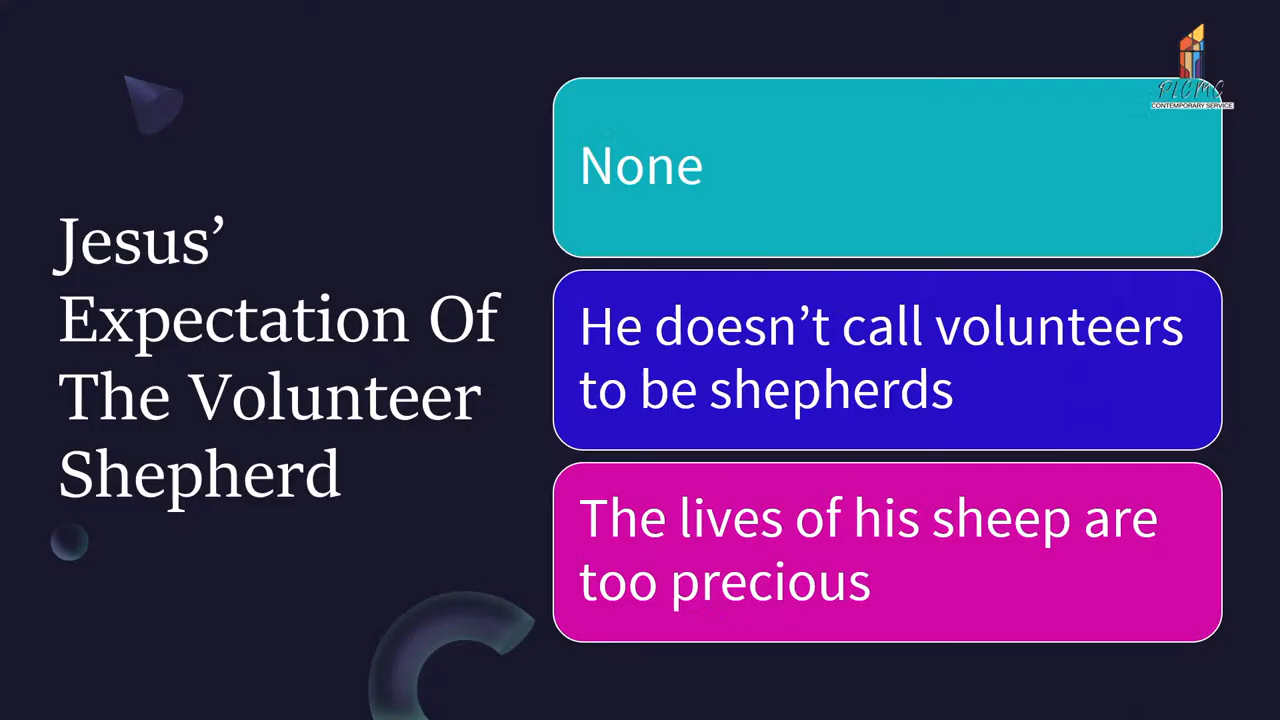 Jesus’
Expectation Of
The Volunteer
Shepherd
PLCMC
CONTEMPORARY SERVICE
None
He doesn’t call volunteers
to be shepherds
The lives of his sheep are
too precious